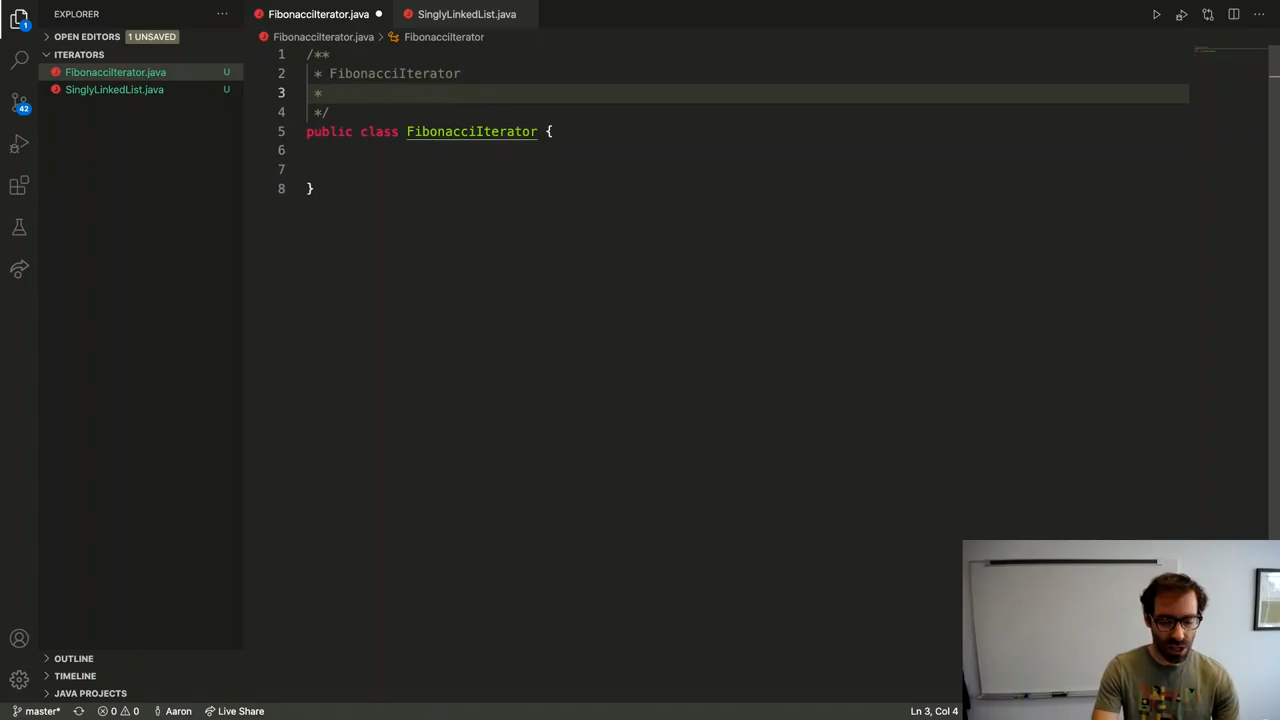 EXPLORER
···
FibonacciIterator.java
SinglyLinkedList.java
···
OPEN EDITORS
1 UNSAVED
FibonacciIterator.java > FibonacciIterator
ITERATORS
FibonacciIterator.java
U
SinglyLinkedList.java
U
1
42
1 /**
2 * FibonacciIterator
3 *
4 */
5 public class FibonacciIterator {
6
7
8 }
OUTLINE
TIMELINE
JAVA PROJECTS
master*
0
0
Aaron
Live Share
Ln 3, Col 4